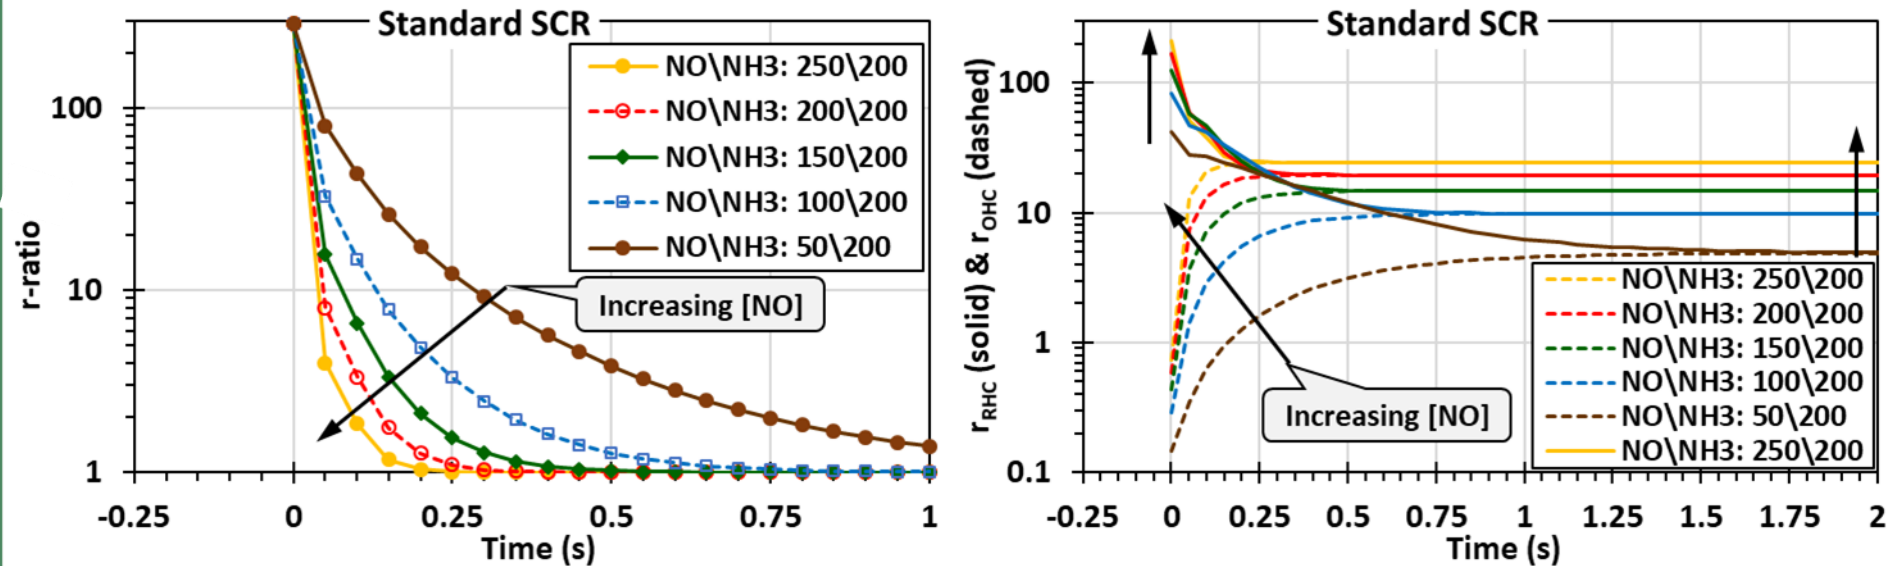 Standard SCR
r-ratio
100
10
1
NO\NH3: 250\200
NO\NH3: 200\200
NO\NH3: 150\200
NO\NH3: 100\200
NO\NH3: 50\200
Increasing [NO]
-0.25 0 0.25 0.5 0.75 1
Time (s)
Standard SCR
rRHC (solid) & rOHC (dashed)
100
10
1
0.1
Increasing [NO]
NO\NH3: 250\200
NO\NH3: 200\200
NO\NH3: 150\200
NO\NH3: 100\200
NO\NH3: 50\200
NO\NH3: 250\200
-0.25 0 0.25 0.5 0.75 1 1.25 1.5 1.75 2
Time (s)